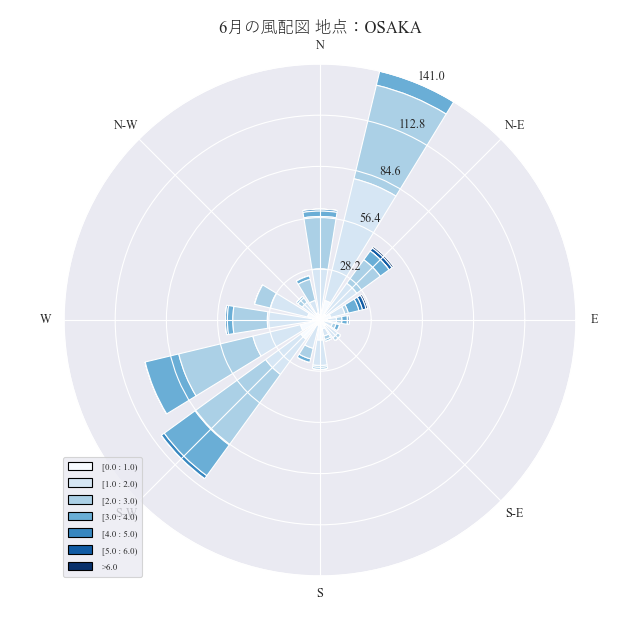 6月の風配図 地点：OSAKA
N
141.0
N-W
112.8
N-E
84.6
56.4
28.2
W
E
[0.0 : 1.0)
[1.0 : 2.0)
[2.0 : 3.0)
[3.0 : 4.0)
[4.0 : 5.0)
[5.0 : 6.0)
>6.0
S-W
S-E
S